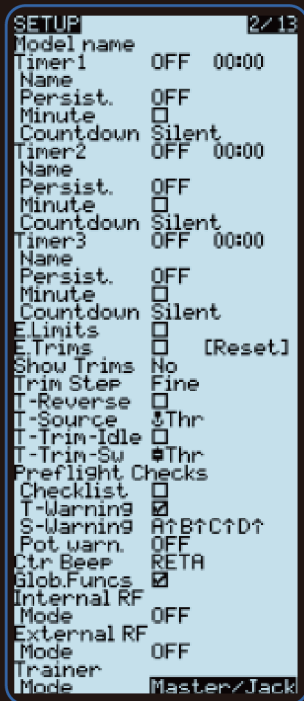 SETUP 2/13
Model name
Timer1 OFF 00:00
Name
Persist. OFF
Minute
Countdown Silent
Timer2 OFF 00:00
Name
Persist. OFF
Minute
Countdown Silent
Timer3 OFF 00:00
Name
Persist. OFF
Minute
Countdown Silent
E.Limits
E.Trims [Reset]
Show Trims No
Trim Step Fine
T-Reverse
T-Source Thr
T-Trim-Idle
T-Trim-Sw Thr
Preflight Checks
Checklist
T-Warning
S-Warning A↑B↑C↑D↑
Pot warn. OFF
Ctr Beep RETA
Glob.Funcs
Internal RF
Mode OFF
External RF
Mode OFF
Trainer
Mode Master/Jack